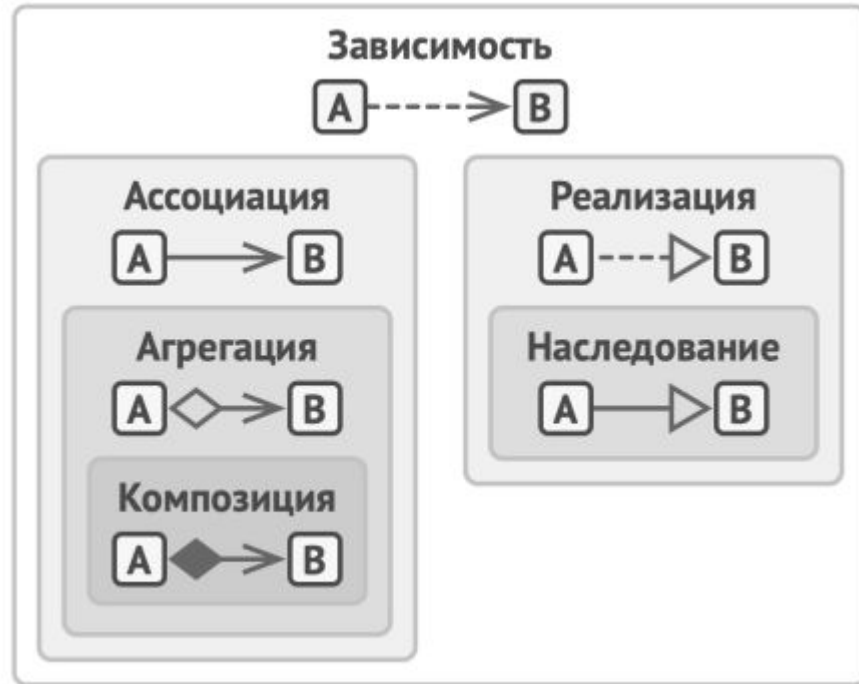 Зависимость
A B
Ассоциация
A B
Агрегация
A B
Композиция
A B
Реализация
A B
Наследование
A B